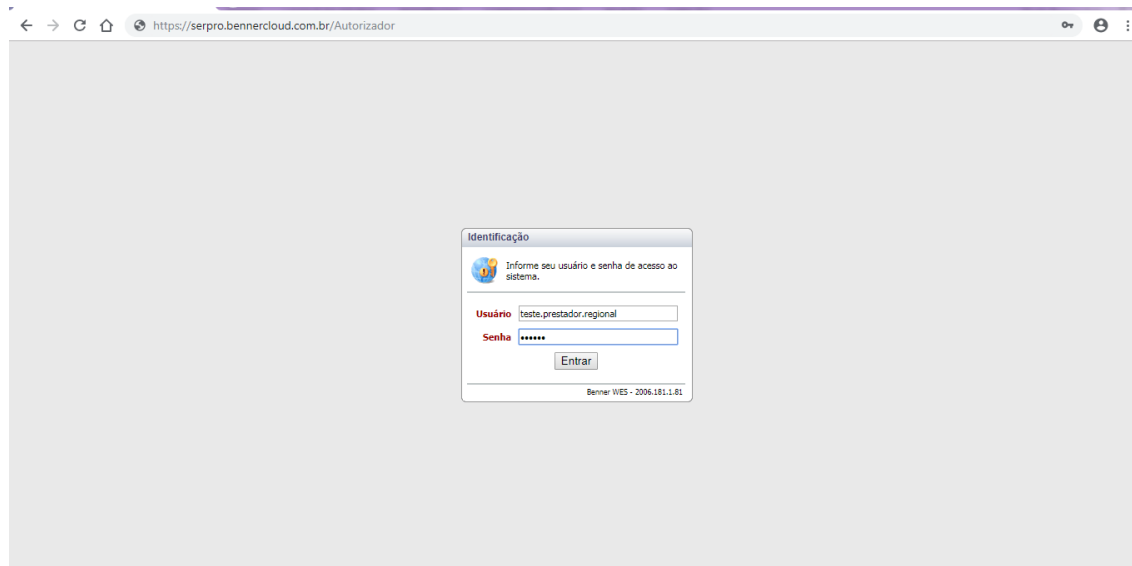 https://serpro.bennercloud.com.br/Autorizador
Identificação
Informe seu usuário e senha de acesso ao
sistema.
Usuário teste.prestador.regional
Senha ••••••
Entrar
Benner WES - 2006.181.1.81